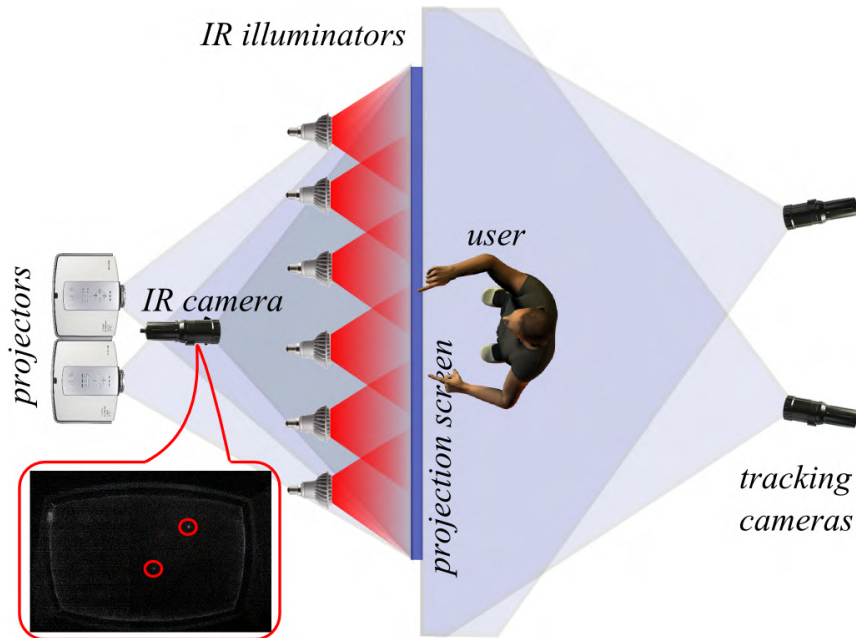 IR illuminators
user
IR camera
projectors
projection screen
tracking
cameras